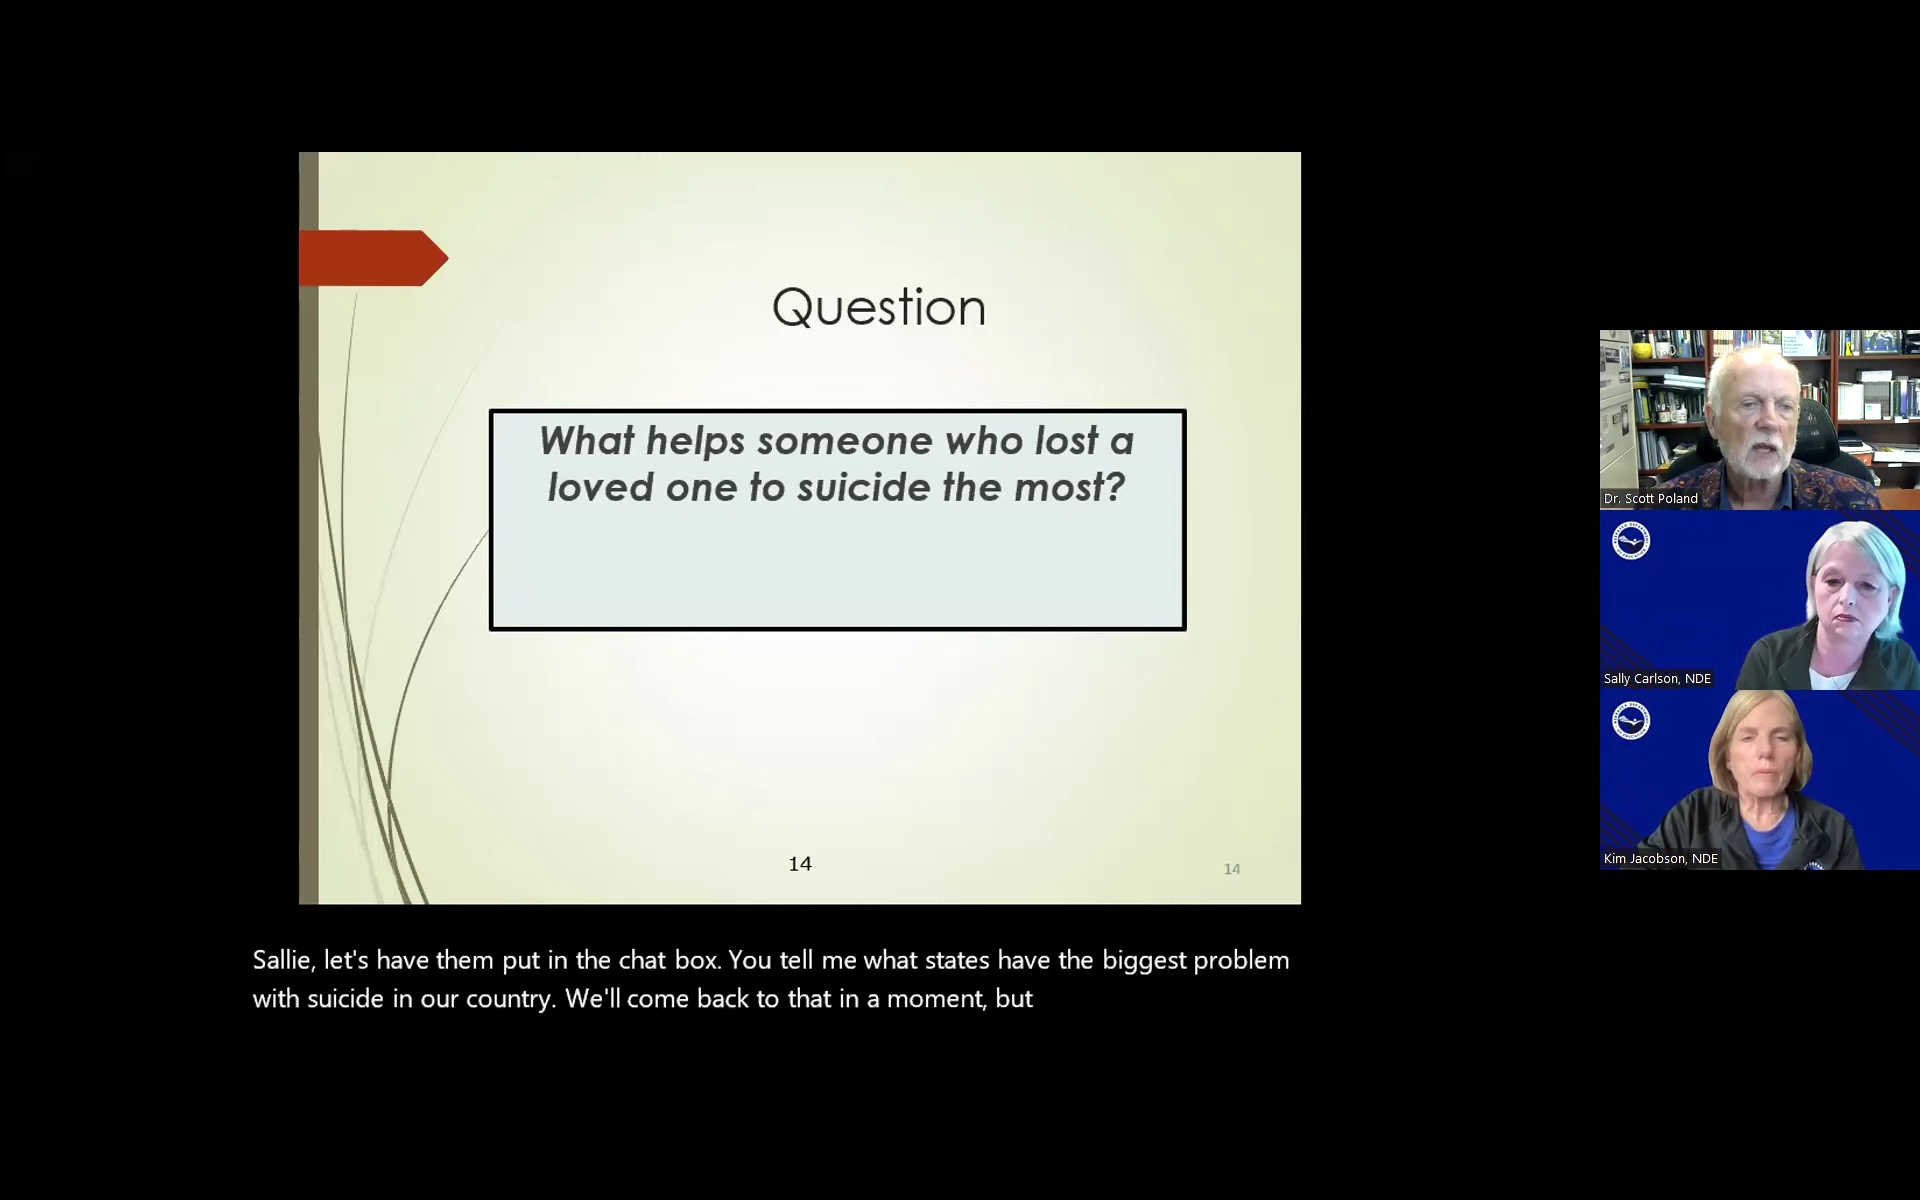 Question
What helps someone who lost a
loved one to suicide the most?
14
14
Dr. Scott Poland
Sally Carlson, NDE
Kim Jacobson, NDE
Sallie, let's have them put in the chat box. You tell me what states have the biggest problem
with suicide in our country. We'll come back to that in a moment, but